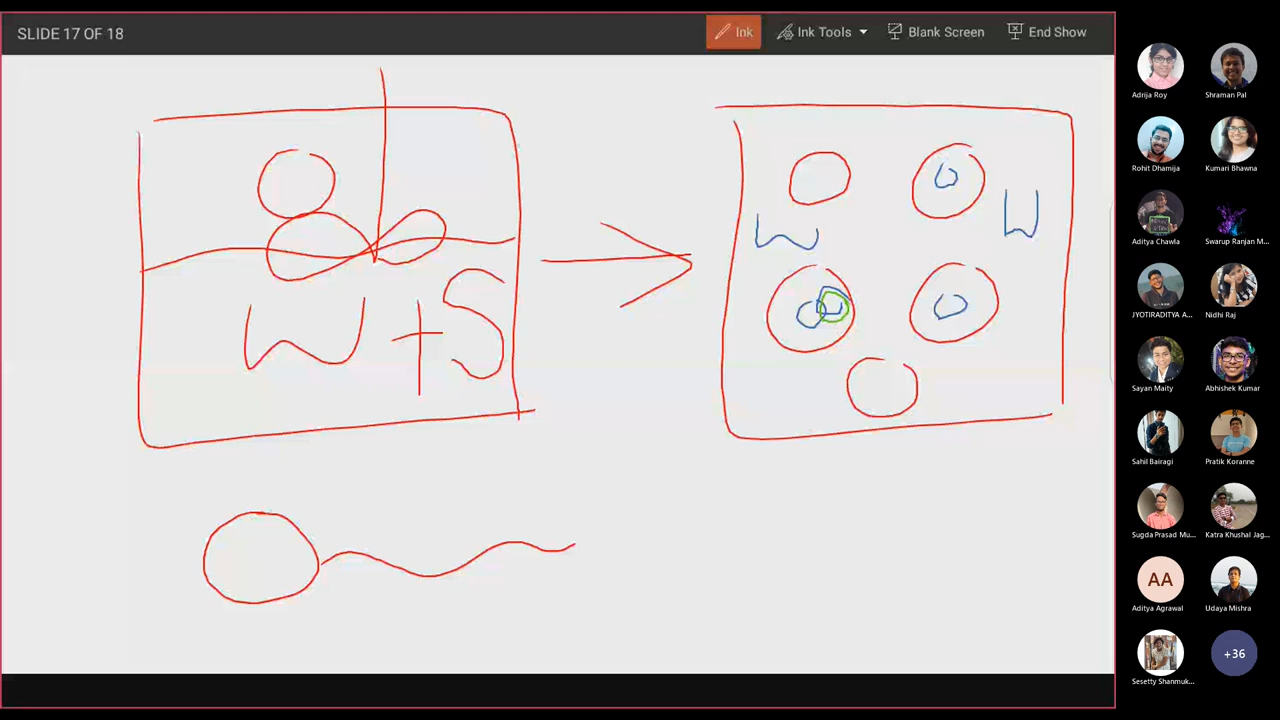 SLIDE 17 OF 18
Ink
Ink Tools
Blank Screen
End Show
W+S
W
W
Adrija Roy
Shraman Pal
Rohit Dhamija
Kumari Bhawna
Aditya Chawla
Swarup Ranjan M...
JYOTIRADITYA A...
Nidhi Raj
Sayan Maity
Abhishek Kumar
Sahil Bairagi
Pratik Koranne
Sugda Prasad Mu...
Katra Khushal Jag...
AA
Aditya Agrawal
Udaya Mishra
Sesetty Shanmuk...
+36